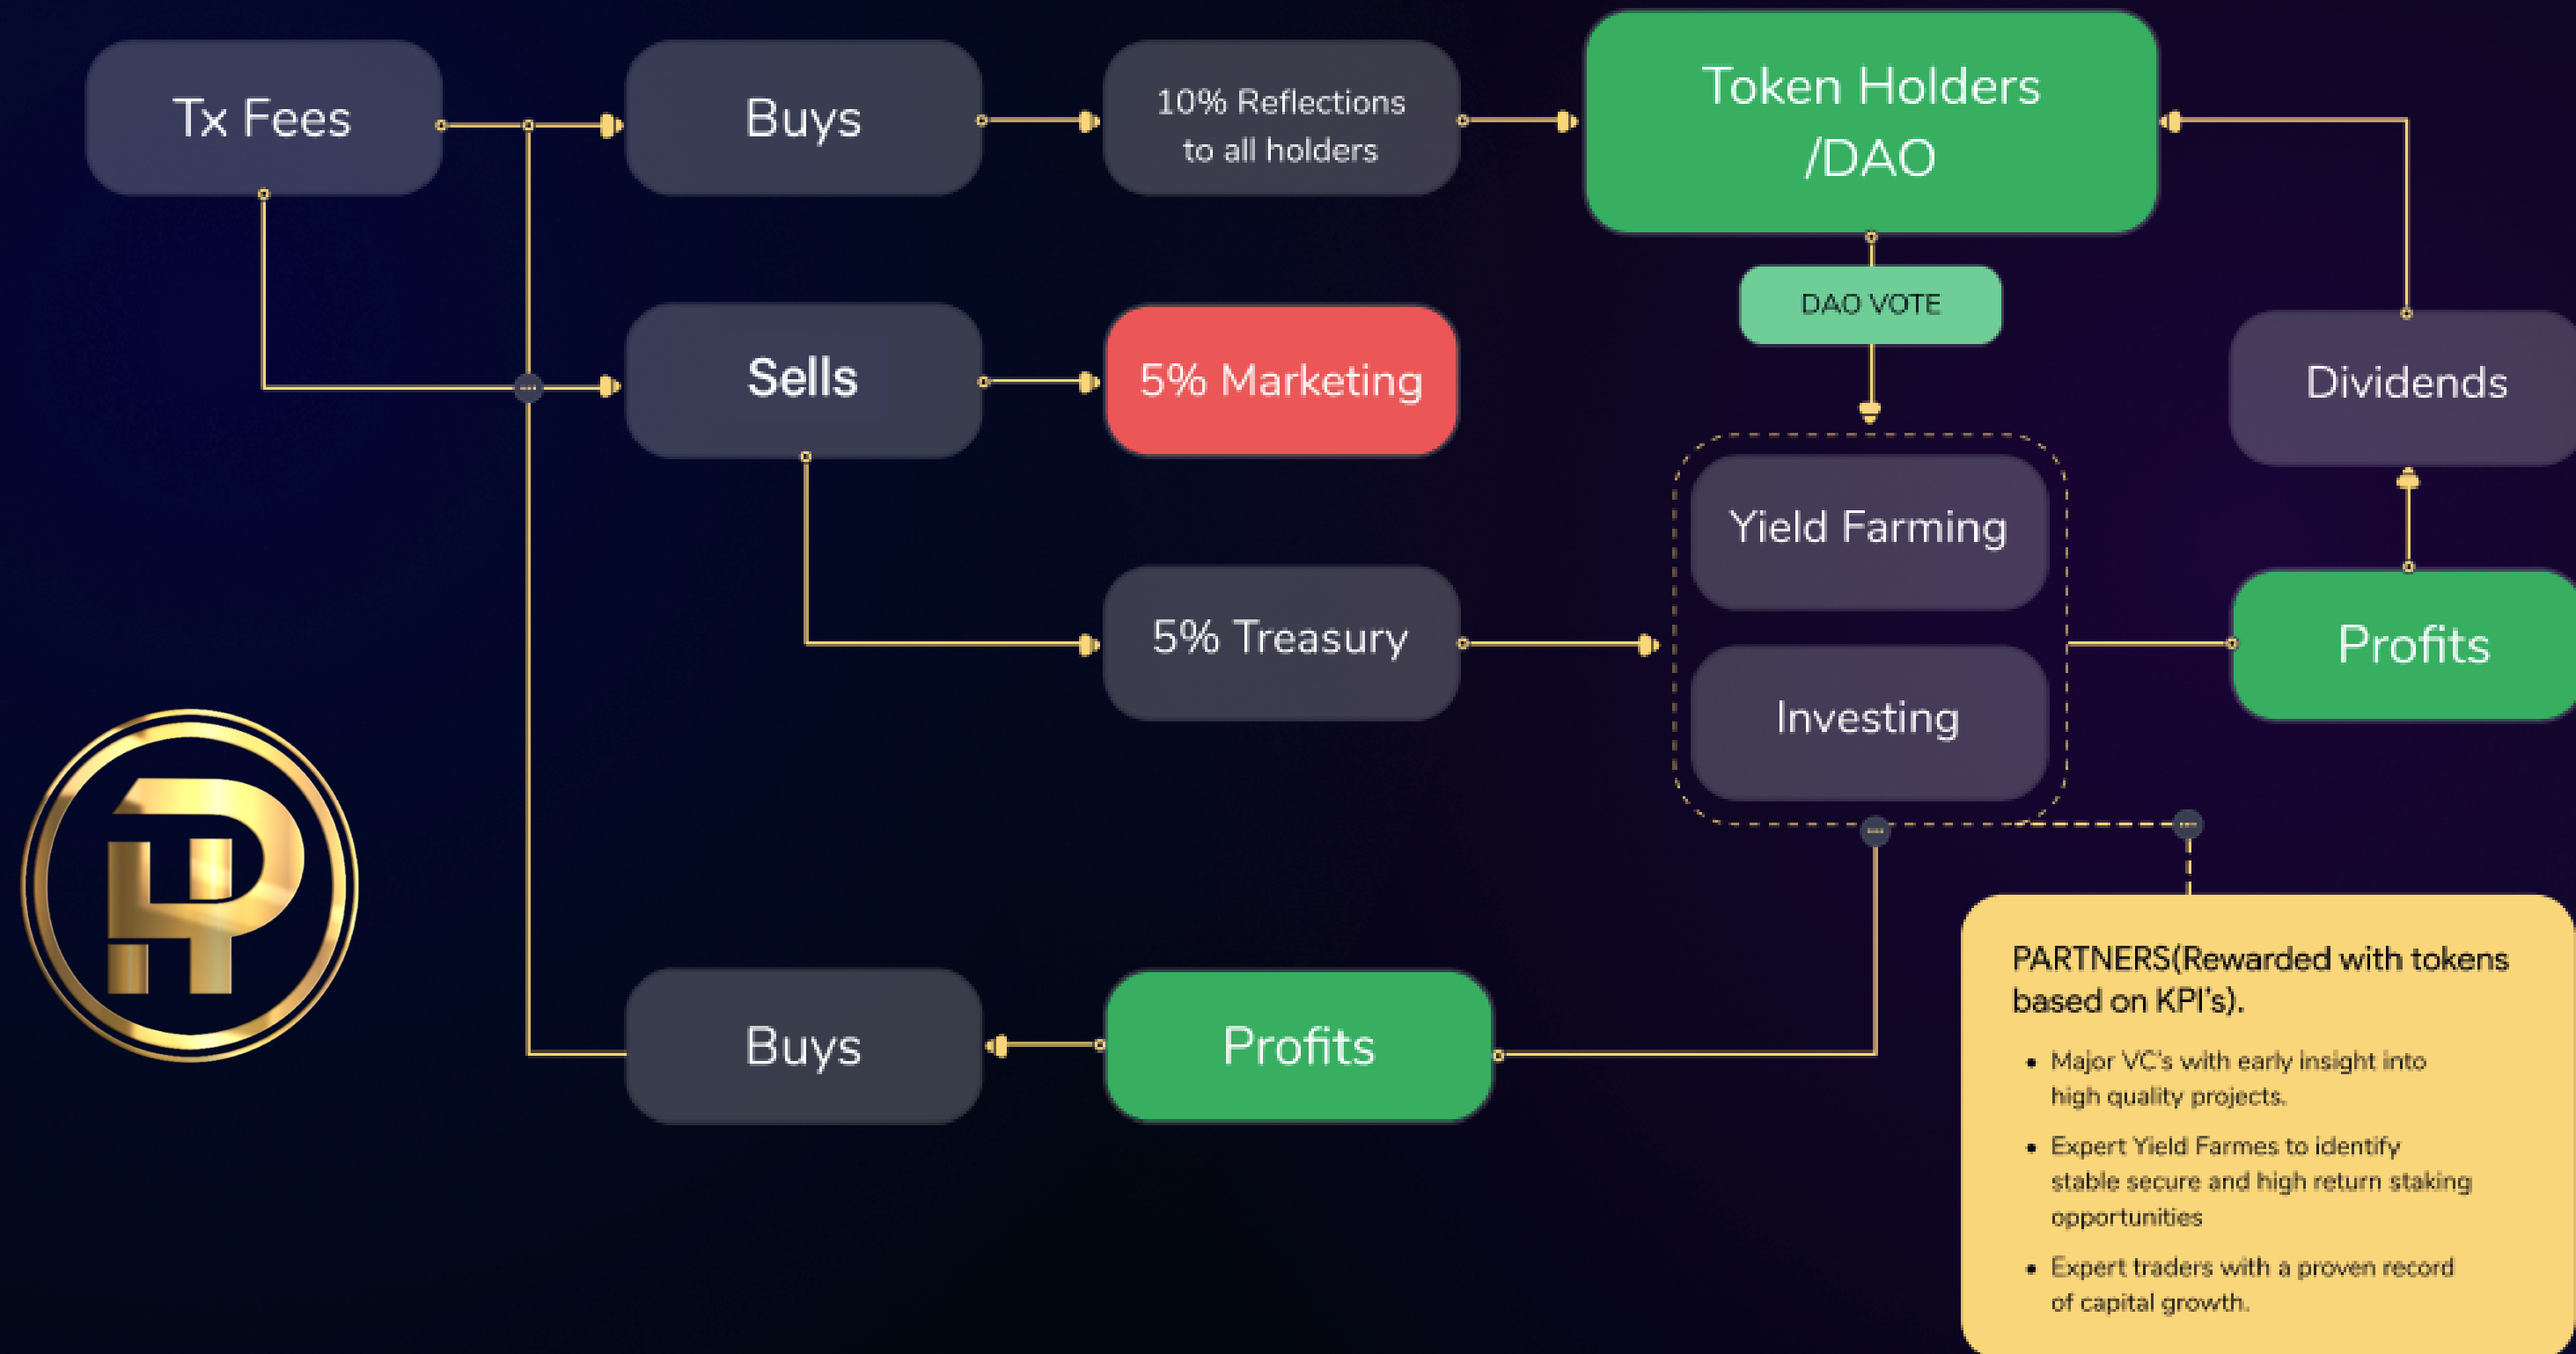 Tx Fees
Buys
10% Reflections
to all holders
Token Holders
/DAO
DAO VOTE
Sells
5% Marketing
Dividends
Yield Farming
5% Treasury
Profits
Investing
Buys
Profits
PARTNERS(Rewarded with tokens
based on KPI's).
• Major VC's with early insight into
high quality projects.
• Expert Yield Farmes to identify
stable secure and high return staking
opportunities
• Expert traders with a proven record
of capital growth.